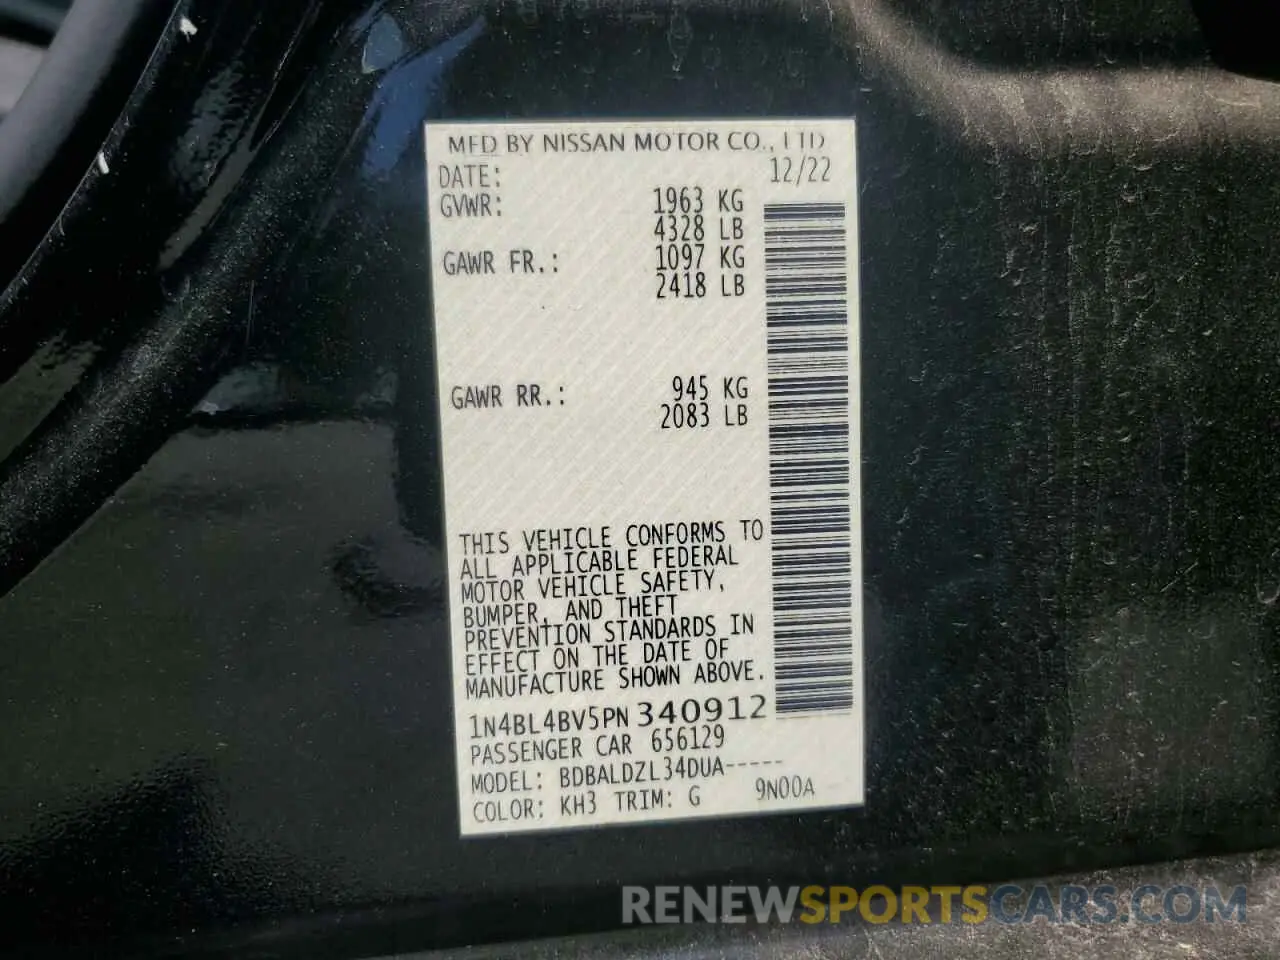 MFD BY NISSAN MOTOR CO., LTD
DATE: 12/22
GVWR: 1963 KG
4328 LB
GAWR FR.: 1097 KG
2418 LB
GAWR RR.: 945 KG
2083 LB
THIS VEHICLE CONFORMS TO
ALL APPLICABLE FEDERAL
MOTOR VEHICLE SAFETY,
BUMPER, AND THEFT
PREVENTION STANDARDS IN
EFFECT ON THE DATE OF
MANUFACTURE SHOWN ABOVE.
1N4BL4BV5PN 340912
PASSENGER CAR 656129
MODEL: BDBALDZL34DUA-----
COLOR: KH3 TRIM: G 9N00A
RENEWSPORTSCARS.COM